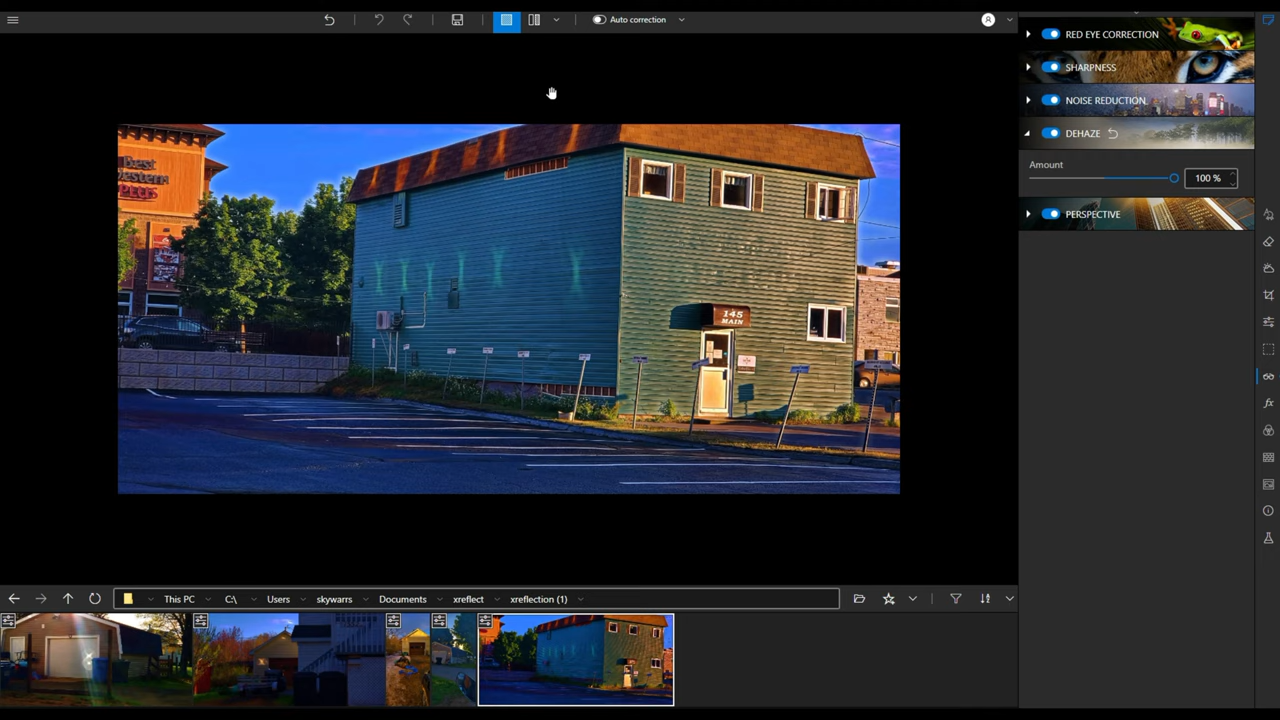 Auto correction
RED EYE CORRECTION
SHARPNESS
NOISE REDUCTION
DEHAZE
Amount
100 %
PERSPECTIVE
Best
Western
PLUS
145
MAIN
This PC
C:\
Users
skywarrs
Documents
xreflect
xreflection (1)